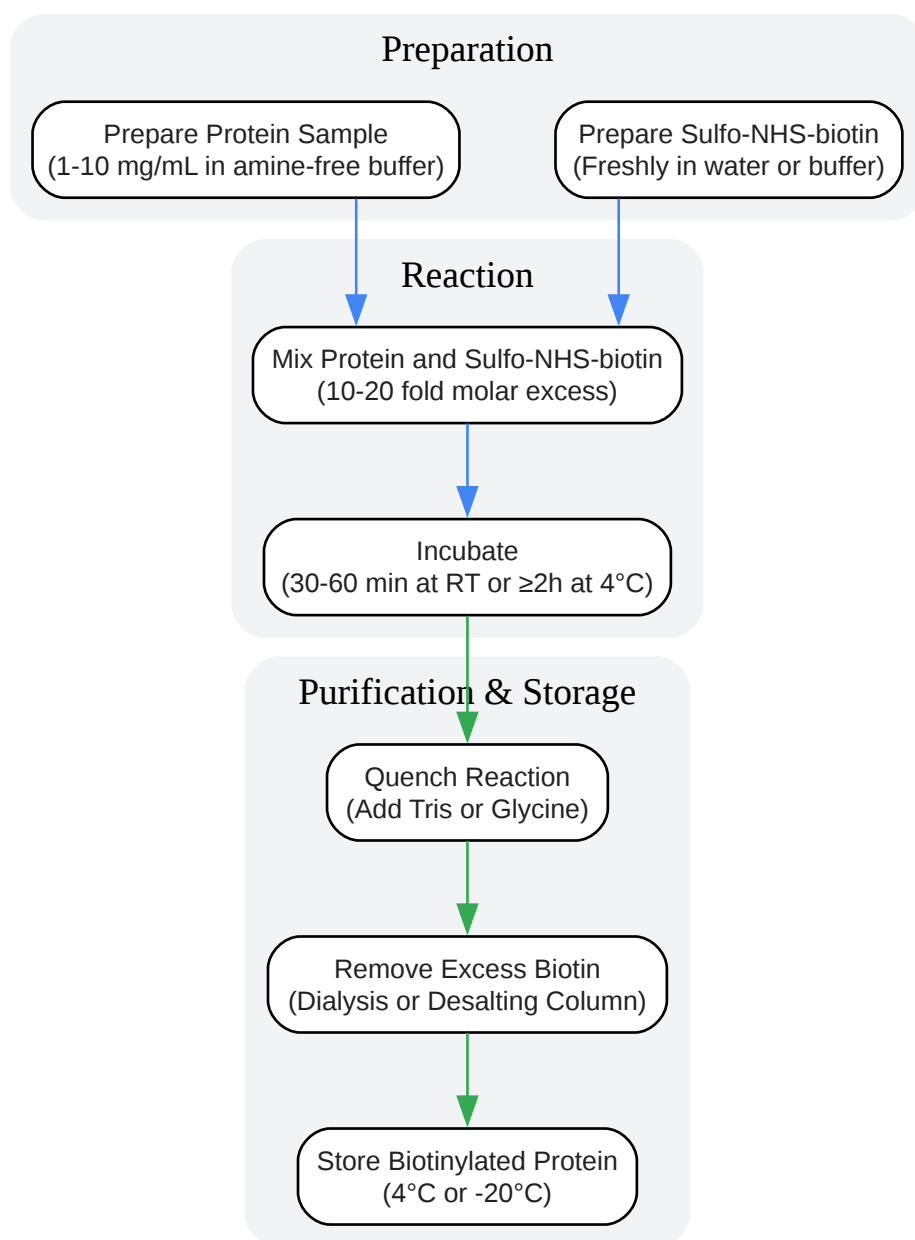 Preparation
Prepare Protein Sample
(1-10 mg/mL in amine-free buffer)
Prepare Sulfo-NHS-biotin
(Freshly in water or buffer)
Reaction
Mix Protein and Sulfo-NHS-biotin
(10-20 fold molar excess)
Incubate
(30-60 min at RT or ≥2h at 4°C)
Purification & Storage
Quench Reaction
(Add Tris or Glycine)
Remove Excess Biotin
(Dialysis or Desalting Column)
Store Biotinylated Protein
(4°C or -20°C)